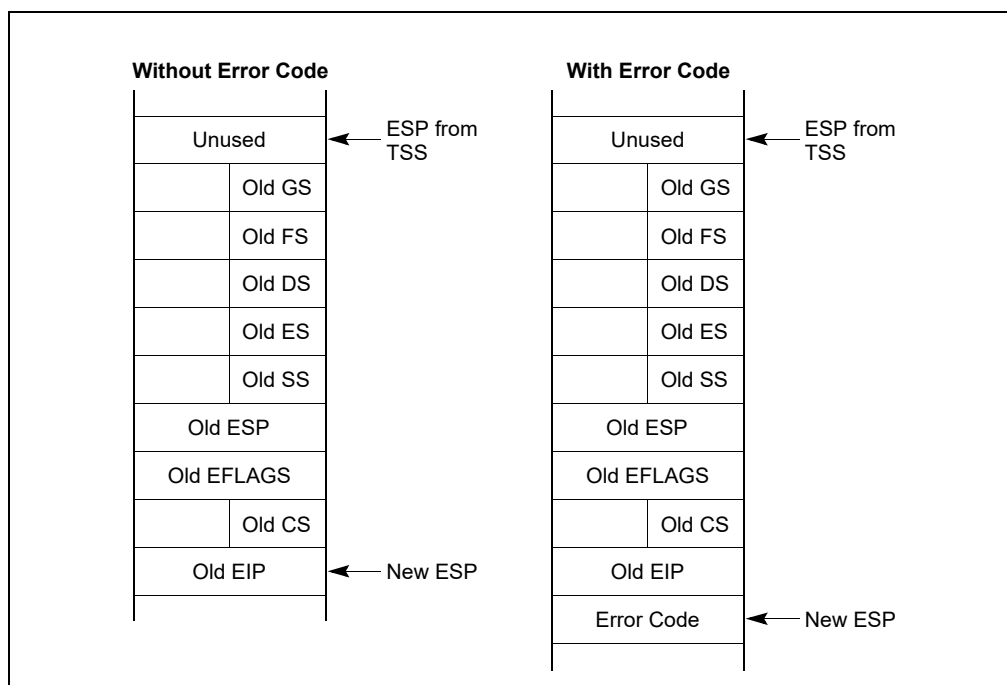 Without Error Code
Unused
ESP from
TSS
Old GS
Old FS
Old DS
Old ES
Old SS
Old ESP
Old EFLAGS
Old CS
Old EIP
New ESP
With Error Code
Unused
ESP from
TSS
Old GS
Old FS
Old DS
Old ES
Old SS
Old ESP
Old EFLAGS
Old CS
Old EIP
Error Code
New ESP